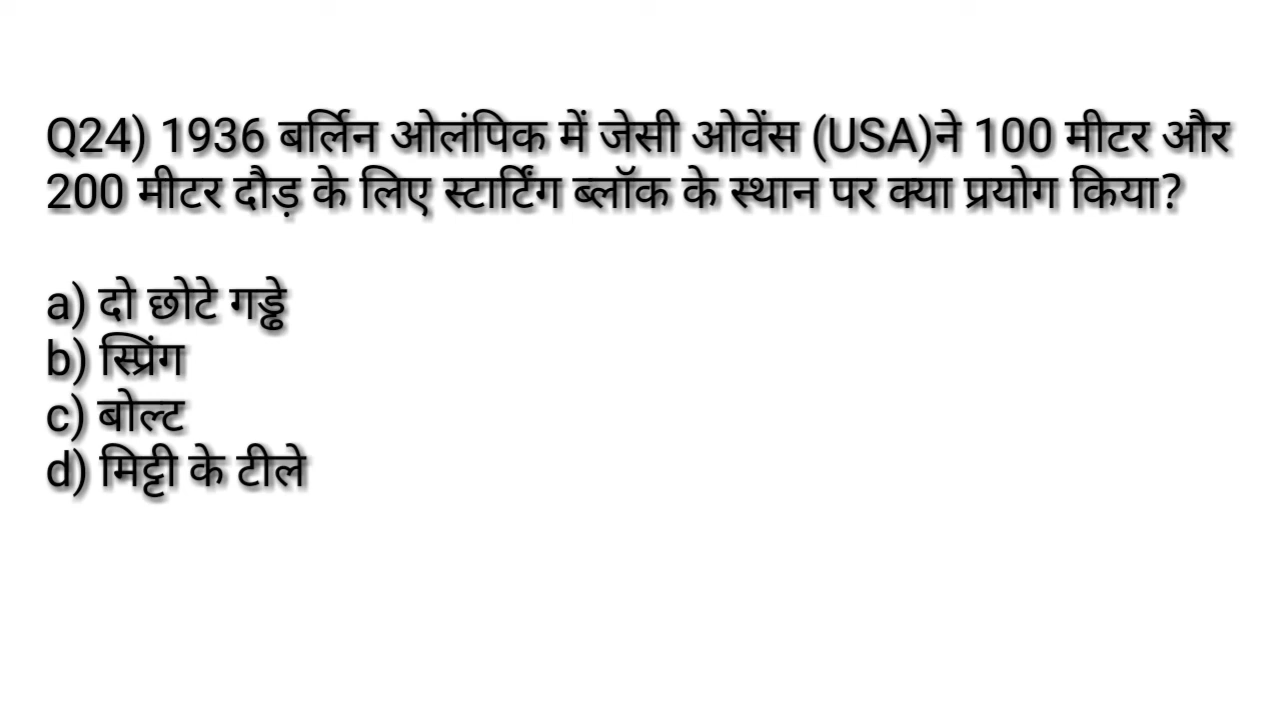 Q24) 1936 बर्लिन ओलंपिक में जेसी ओवेंस (USA)ने 100 मीटर और
200 मीटर दौड़ के लिए स्टार्टिंग ब्लॉक के स्थान पर क्या प्रयोग किया?
a) दो छोटे गड्ढे
b) स्प्रिंग
c) बोल्ट
d) मिट्टी के टीले